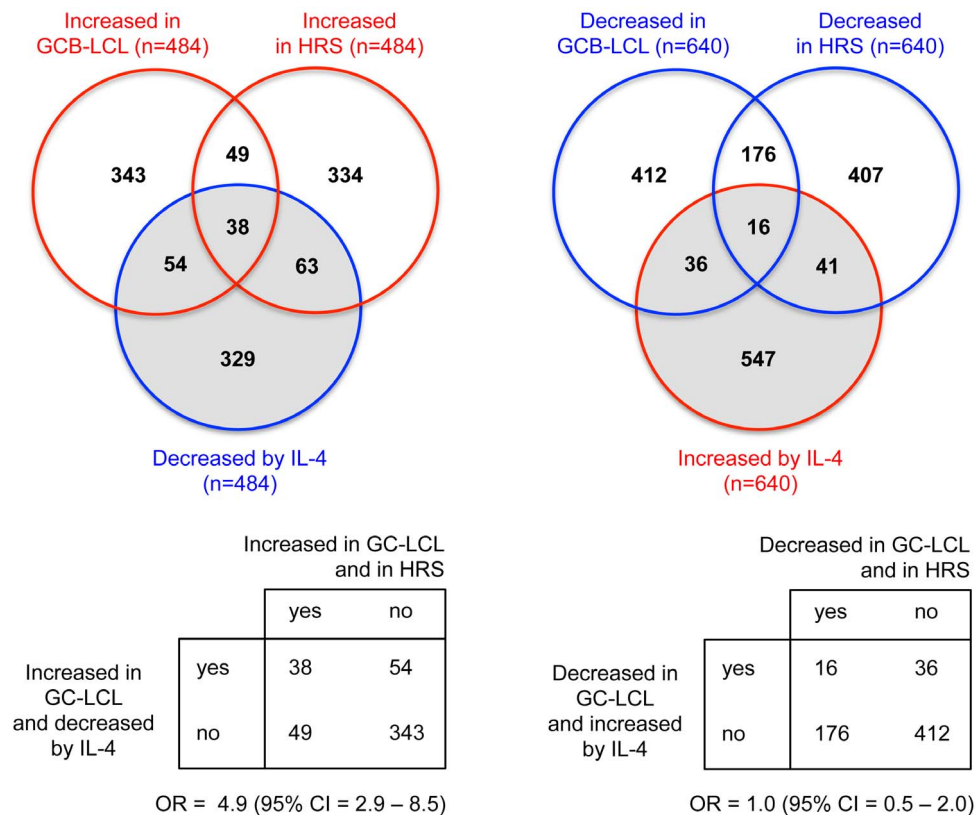 Increased in
GCB-LCL (n=484)
Increased
in HRS (n=484)
343
49
334
38
54
63
329
Decreased by IL-4
(n=484)
Decreased in
GCB-LCL (n=640)
Decreased
in HRS (n=640)
412
176
407
16
36
41
547
Increased by IL-4
(n=640)
Increased in GC-LCL
and in HRS
yes no
Increased in
GC-LCL
and decreased
by IL-4
yes 38 54
no 49 343
OR = 4.9 (95% CI = 2.9 – 8.5)
Decreased in GC-LCL
and in HRS
yes no
Decreased in
GC-LCL
and increased
by IL-4
yes 16 36
no 176 412
OR = 1.0 (95% CI = 0.5 – 2.0)